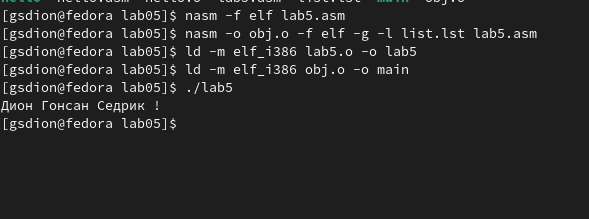 [gsdion@fedora lab05]$ nasm -f elf lab5.asm
[gsdion@fedora lab05]$ nasm -o obj.o -f elf -g -l list.lst lab5.asm
[gsdion@fedora lab05]$ ld -m elf_i386 lab5.o -o lab5
[gsdion@fedora lab05]$ ld -m elf_i386 obj.o -o main
[gsdion@fedora lab05]$ ./lab5
Дион Гонсан Седрик !
[gsdion@fedora lab05]$